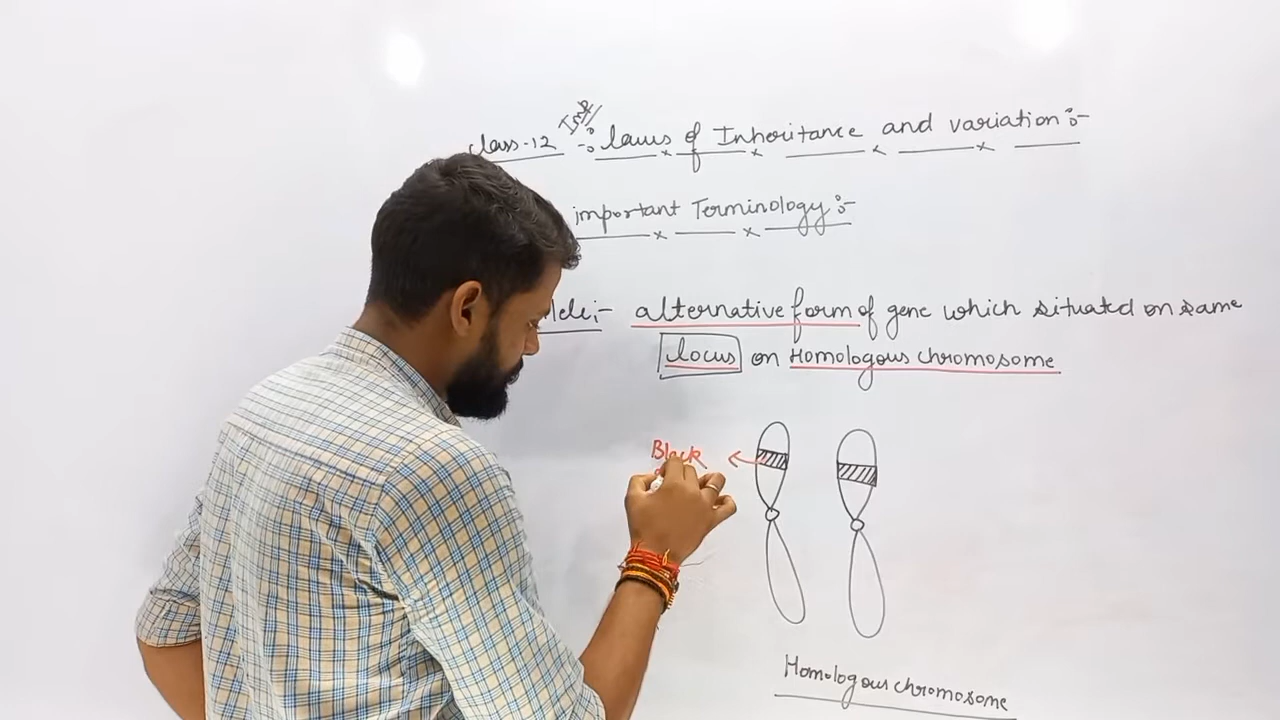 class-12 Imp :- laws of Inheritance and variation :-
important Terminology :-
alternative form of gene which situated on same
locus on Homologous chromosome
Black
Homologous chromosome